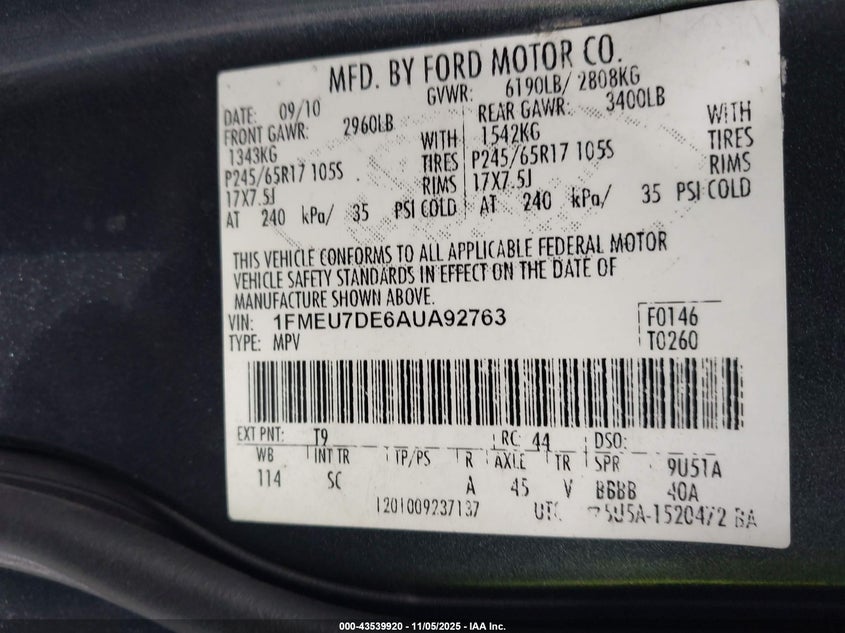 MFD. BY FORD MOTOR CO.
DATE: 09/10 GVWR: 6190LB/ 2808KG
FRONT GAWR: 2960LB REAR GAWR: 3400LB
1343KG WITH 1542KG WITH
P245/65R17 105S TIRES P245/65R17 105S TIRES
17X7.5J RIMS 17X7.5J RIMS
AT 240 kPa/ 35 PSI COLD AT 240 kPa/ 35 PSI COLD
THIS VEHICLE CONFORMS TO ALL APPLICABLE FEDERAL MOTOR
VEHICLE SAFETY STANDARDS IN EFFECT ON THE DATE OF
MANUFACTURE SHOWN ABOVE.
VIN: 1FMEU7DE6AUA92763 F0146
TYPE: MPV T0260
EXT PNT: T9 RC: 44 DSO:
WB INT TR TP/PS R AXLE TR SPR 9U51A
114 SC A 45 V BBBB 40A
1201009237137 UTC 5U5A-1520472 BA
000-43539920 - 11/05/2025 - IAA Inc.